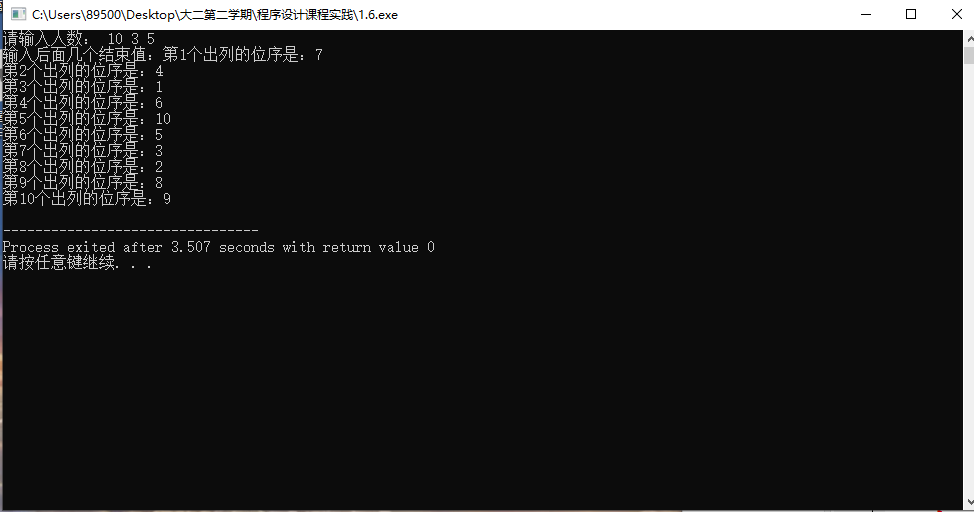 C:\Users\89500\Desktop\大二第二学期\程序设计课程实践\1.6.exe
请输入人数： 10 3 5
输入后面几个结束值：第1个出列的位序是：7
第2个出列的位序是：4
第3个出列的位序是：1
第4个出列的位序是：6
第5个出列的位序是：10
第6个出列的位序是：5
第7个出列的位序是：3
第8个出列的位序是：2
第9个出列的位序是：8
第10个出列的位序是：9
--------------------------------
Process exited after 3.507 seconds with return value 0
请按任意键继续. . .